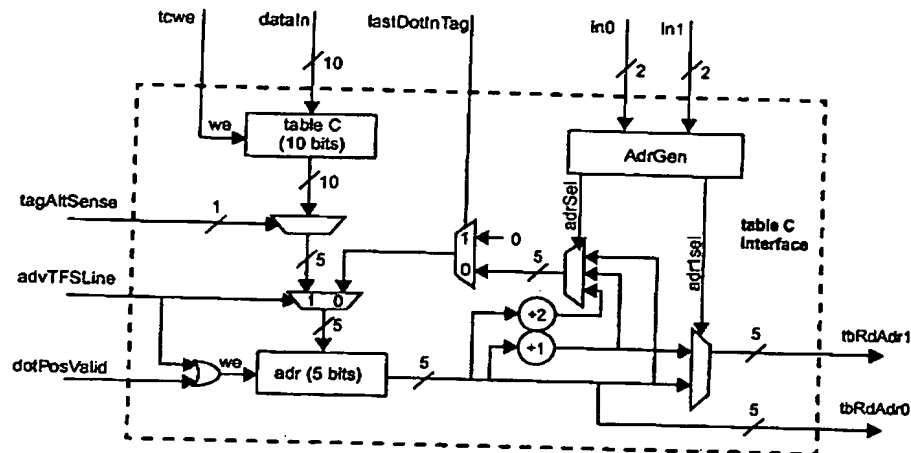 tcwe
dataIn
lastDotInTag
In0
In1
10
2
2
we
table C
(10 bits)
AdrGen
10
adrSel
tagAltSense
1
adr1sel
table C
Interface
1
0
0
5
5
advTFSLine
1 0
+2
5
+1
tbRdAdr1
5
dotPosValid
we
adr (5 bits)
5
tbRdAdr0
5